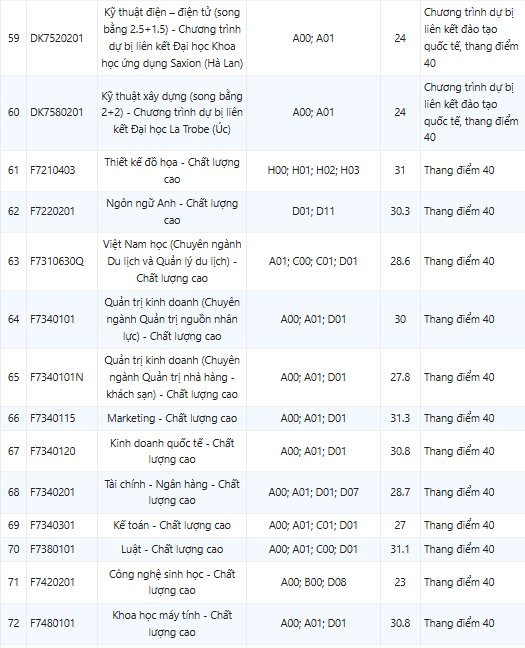 59 DK7520201 Kỹ thuật điện – điện tử (song bằng 2.5+1.5) - Chương trình dự bị liên kết Đại học Khoa học ứng dụng Saxion (Hà Lan) A00; A01 24 Chương trình dự bị liên kết đào tạo quốc tế, thang điểm 40
60 DK7580201 Kỹ thuật xây dựng (song bằng 2+2) - Chương trình dự bị liên kết Đại học La Trobe (Úc) A00; A01 24 Chương trình dự bị liên kết đào tạo quốc tế, thang điểm 40
61 F7210403 Thiết kế đồ họa - Chất lượng cao H00; H01; H02; H03 31 Thang điểm 40
62 F7220201 Ngôn ngữ Anh - Chất lượng cao D01; D11 30.3 Thang điểm 40
63 F7310630Q Việt Nam học (Chuyên ngành Du lịch và Quản lý du lịch) - Chất lượng cao A01; C00; C01; D01 28.6 Thang điểm 40
64 F7340101 Quản trị kinh doanh (Chuyên ngành Quản trị nguồn nhân lực) - Chất lượng cao A00; A01; D01 30 Thang điểm 40
65 F7340101N Quản trị kinh doanh (Chuyên ngành Quản trị nhà hàng - khách sạn) - Chất lượng cao A00; A01; D01 27.8 Thang điểm 40
66 F7340115 Marketing - Chất lượng cao A00; A01; D01 31.3 Thang điểm 40
67 F7340120 Kinh doanh quốc tế - Chất lượng cao A00; A01; D01 30.8 Thang điểm 40
68 F7340201 Tài chính - Ngân hàng - Chất lượng cao A00; A01; D01; D07 28.7 Thang điểm 40
69 F7340301 Kế toán - Chất lượng cao A00; A01; C01; D01 27 Thang điểm 40
70 F7380101 Luật - Chất lượng cao A00; A01; C00; D01 31.1 Thang điểm 40
71 F7420201 Công nghệ sinh học - Chất lượng cao A00; B00; D08 23 Thang điểm 40
72 F7480101 Khoa học máy tính - Chất lượng cao A00; A01; D01 30.8 Thang điểm 40